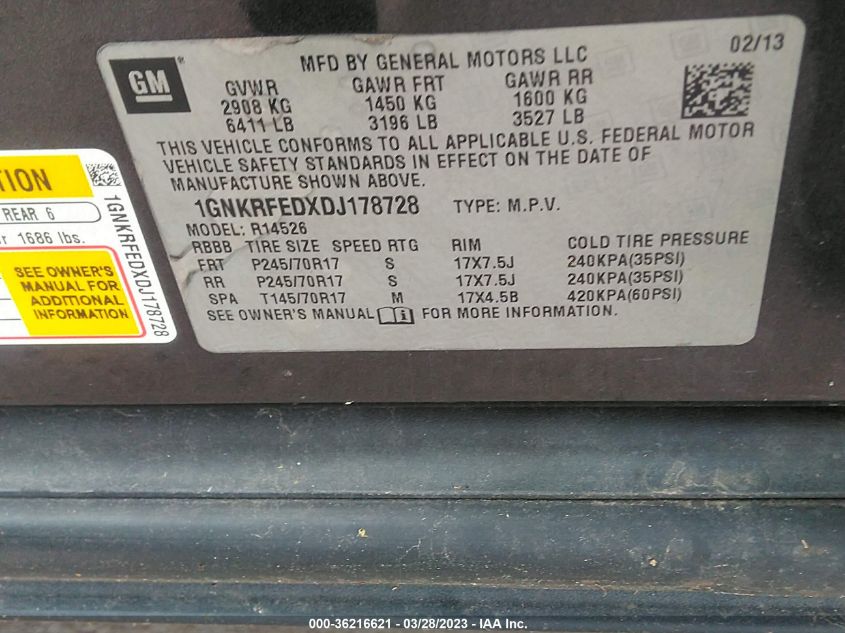 GM
MFD BY GENERAL MOTORS LLC 02/13
GVWR GAWR FRT GAWR RR
2908 KG 1450 KG 1600 KG
6411 LB 3196 LB 3527 LB
THIS VEHICLE CONFORMS TO ALL APPLICABLE U.S. FEDERAL MOTOR
VEHICLE SAFETY STANDARDS IN EFFECT ON THE DATE OF
MANUFACTURE SHOWN ABOVE.
1GNKRFEDXDJ178728 TYPE: M.P.V.
MODEL: R14526
RBBB TIRE SIZE SPEED RTG RIM COLD TIRE PRESSURE
FRT P245/70R17 S 17X7.5J 240KPA(35PSI)
RR P245/70R17 S 17X7.5J 240KPA(35PSI)
SPA T145/70R17 M 17X4.5B 420KPA(60PSI)
SEE OWNER'S MANUAL FOR MORE INFORMATION.
REAR 6
1686 lbs.
SEE OWNER'S
MANUAL FOR
ADDITIONAL
INFORMATION
1GNKRFEDXDJ178728
000-36216621 - 03/28/2023 - IAA Inc.